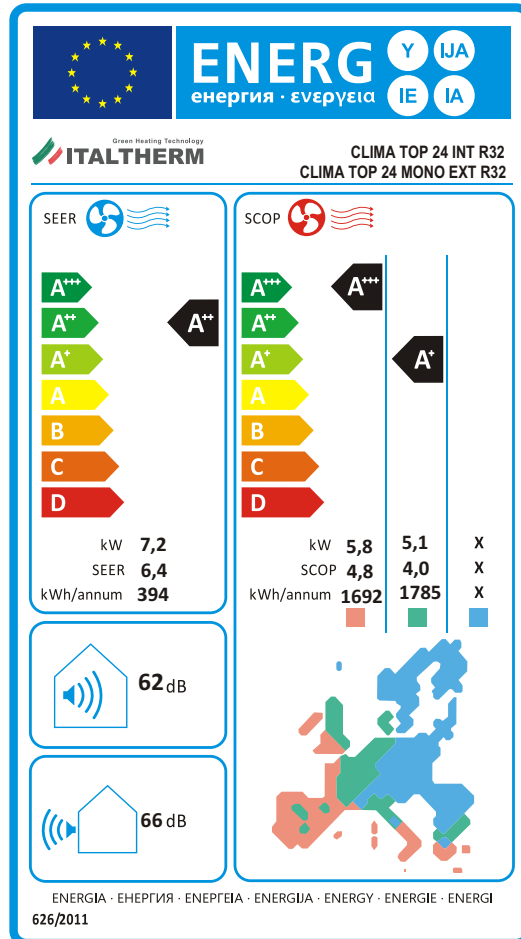 ENERG
енергия · ενεργεια
Y IJA
IE IA
Green Heating Technology
ITALTHERM
CLIMA TOP 24 INT R32
CLIMA TOP 24 MONO EXT R32
SEER
A+++
A++
A+
A
B
C
D
A++
kW 7,2
SEER 6,4
kWh/annum 394
SCOP
A+++
A++
A+
A
B
C
D
A+++
A+
kW 5,8 5,1 X
SCOP 4,8 4,0 X
kWh/annum 1692 1785 X
62 dB
66 dB
ENERGIA · ЕНЕРГИЯ · ΕΝΕΡΓΕΙΑ · ENERGIJA · ENERGY · ENERGIE · ENERGI
626/2011